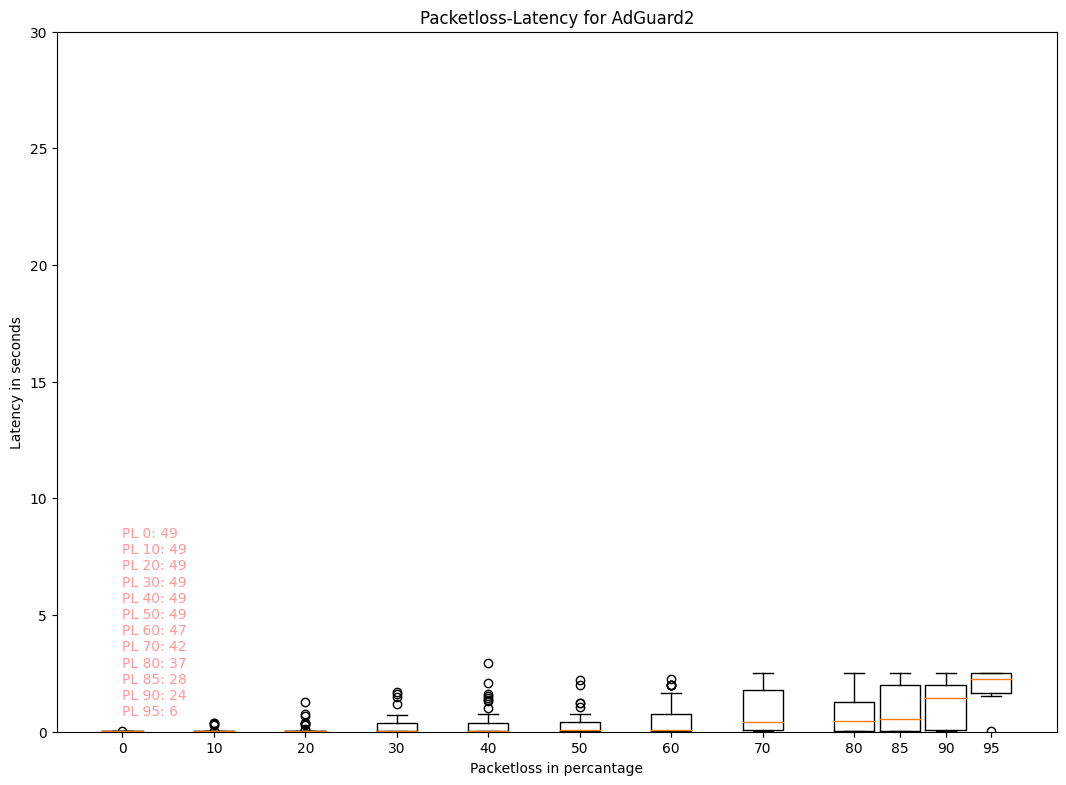 Packetloss-Latency for AdGuard2
30
25
20
15
10
5
0
Latency in seconds
PL 0: 49
PL 10: 49
PL 20: 49
PL 30: 49
PL 40: 49
PL 50: 49
PL 60: 47
PL 70: 42
PL 80: 37
PL 85: 28
PL 90: 24
PL 95: 6
0 10 20 30 40 50 60 70 80 85 90 95
Packetloss in percantage